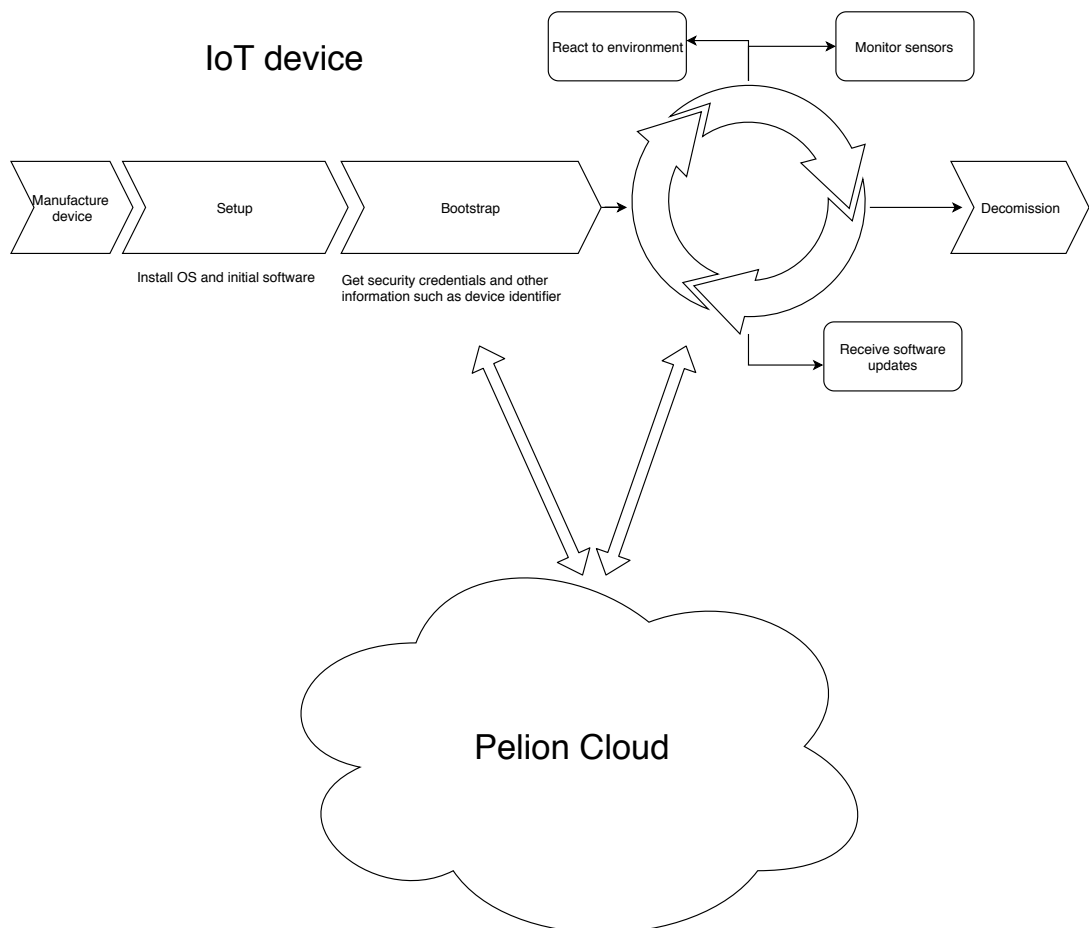 IoT device
React to environment
Monitor sensors
Manufacture
device
Setup
Bootstrap
Decomission
Install OS and initial software
Get security credentials and other
information such as device identifier
Receive software
updates
Pelion Cloud